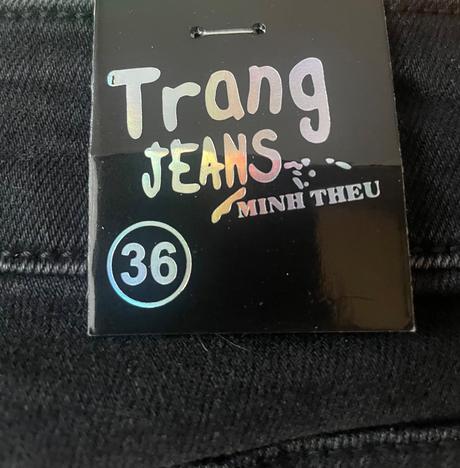 Trang
JEANS
MINH THEU
36